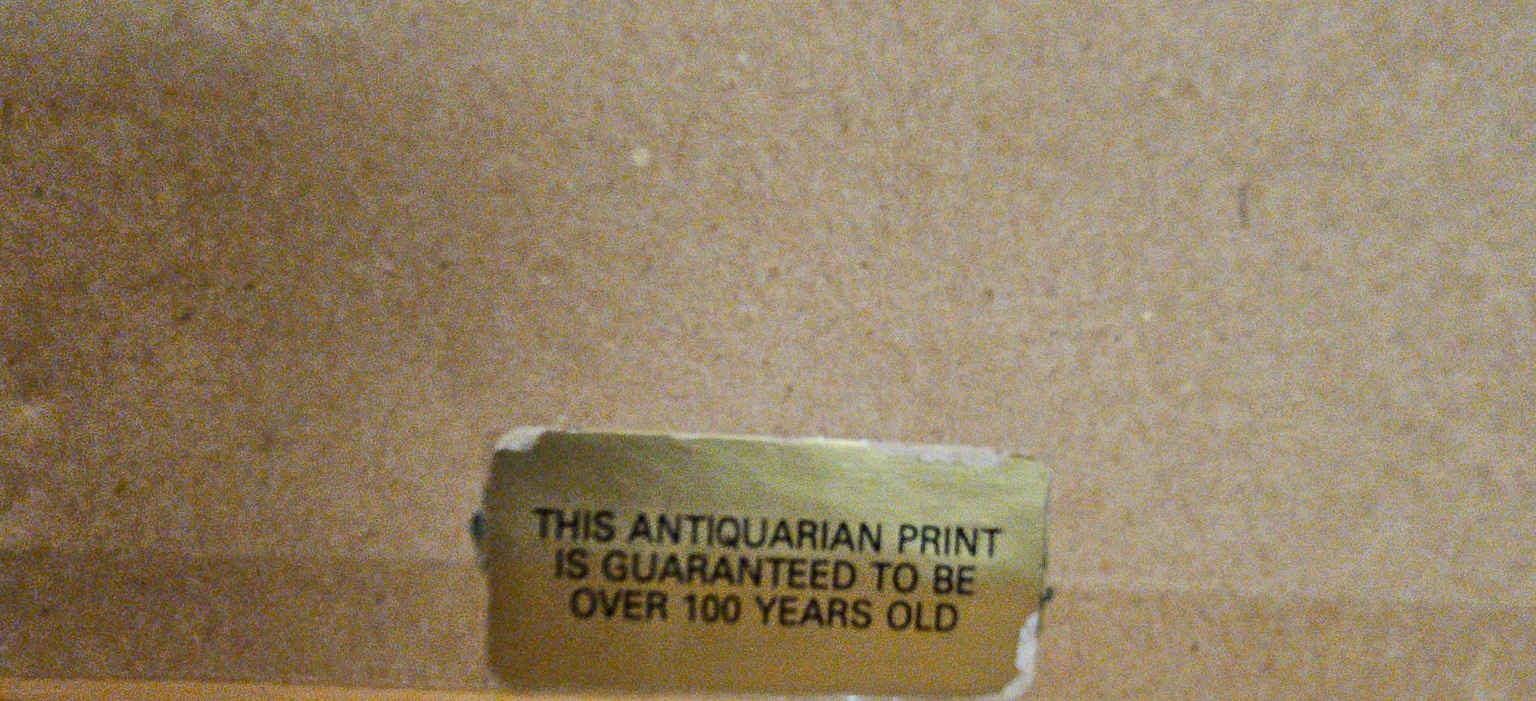 THIS ANTIQUARIAN PRINT
IS GUARANTEED TO BE
OVER 100 YEARS OLD